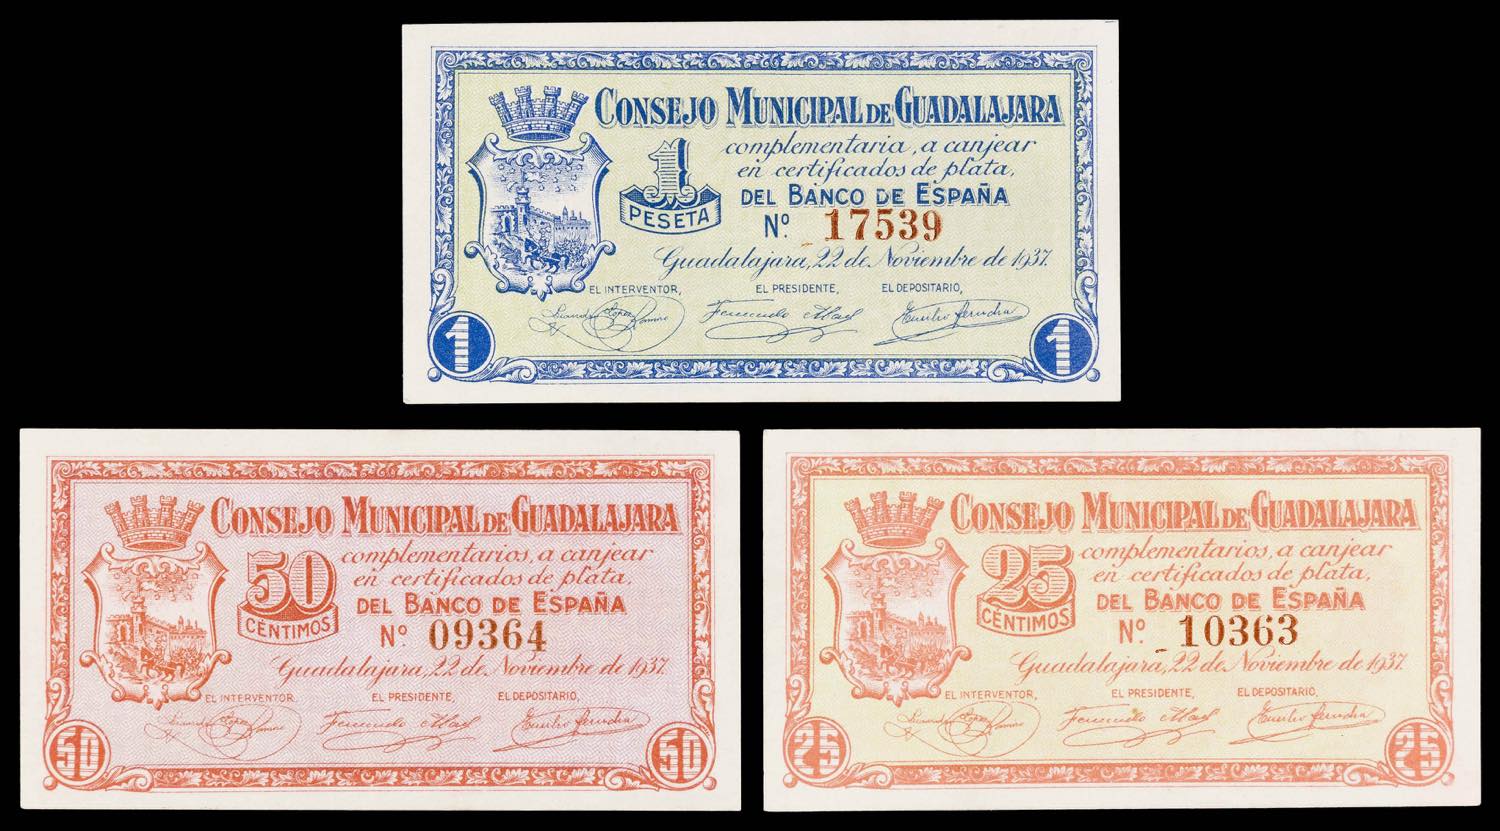 CONSEJO MUNICIPAL DE GUADALAJARA
1
PESETA
complementaria, a canjear
en certificados de plata,
DEL BANCO DE ESPAÑA
Nº 17539
Guadalajara, 22 de Noviembre de 1937.
EL INTERVENTOR, EL PRESIDENTE, EL DEPOSITARIO,
1 1
CONSEJO MUNICIPAL DE GUADALAJARA
50
CÉNTIMOS
complementarios, a canjear
en certificados de plata,
DEL BANCO DE ESPAÑA
Nº 09364
Guadalajara, 22 de Noviembre de 1937.
EL INTERVENTOR, EL PRESIDENTE, EL DEPOSITARIO,
50 50
CONSEJO MUNICIPAL DE GUADALAJARA
25
CÉNTIMOS
complementarios, a canjear
en certificados de plata,
DEL BANCO DE ESPAÑA
Nº 10363
Guadalajara, 22 de Noviembre de 1937.
EL INTERVENTOR, EL PRESIDENTE, EL DEPOSITARIO,
25 25